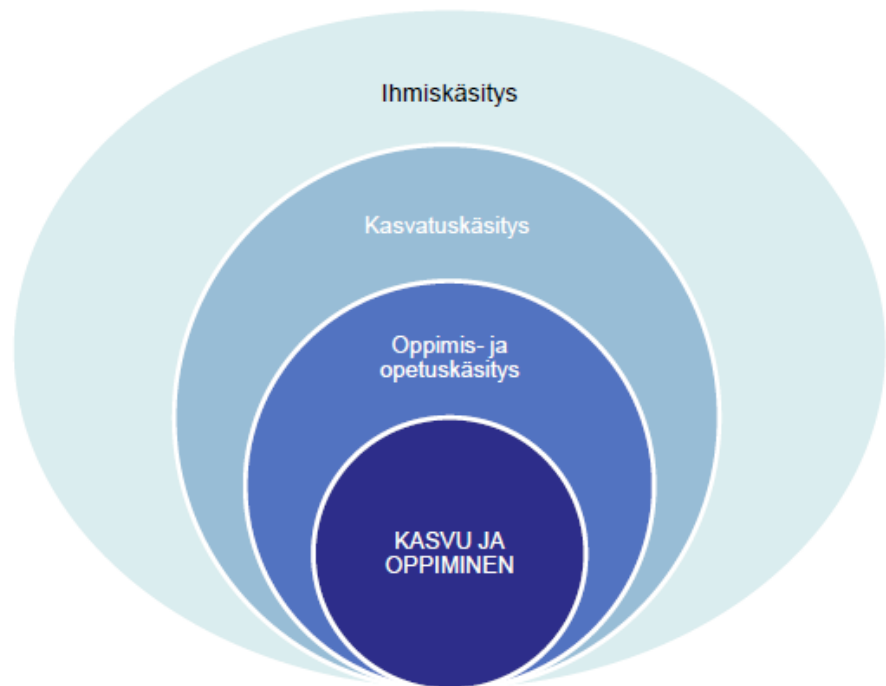 Ihmiskäsitys
Kasvatuskäsitys
Oppimis- ja
opetuskäsitys
KASVU JA
OPPIMINEN